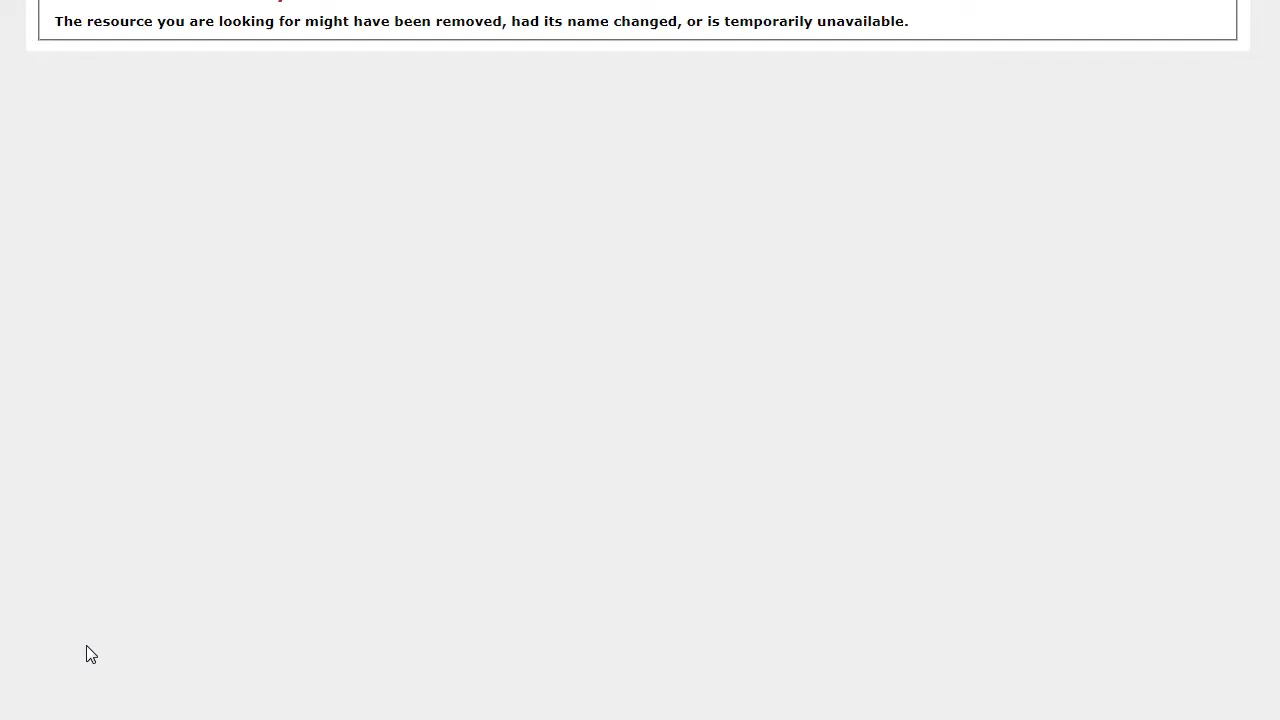 The resource you are looking for might have been removed, had its name changed, or is temporarily unavailable.